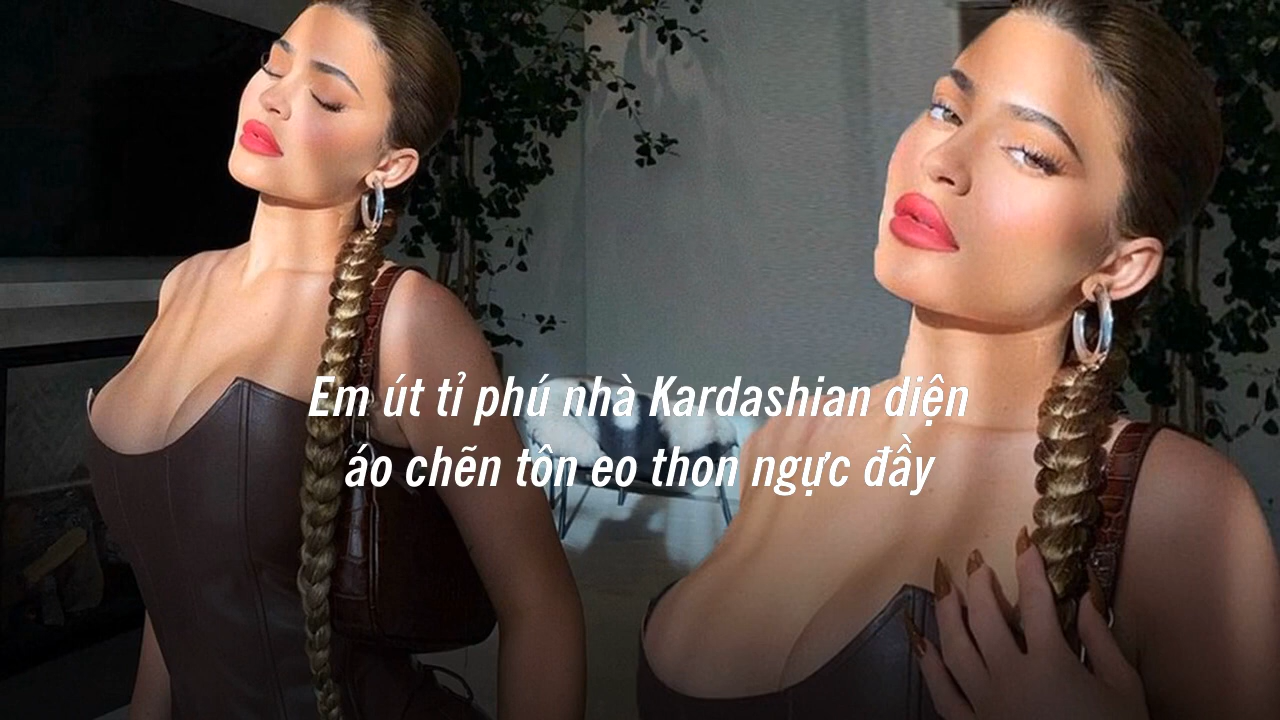 Em út tỉ phú nhà Kardashian diện
áo chẽn tôn eo thon ngực đầy